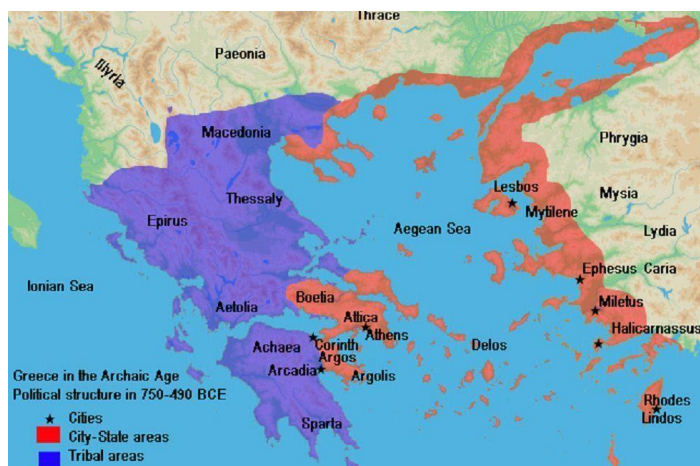 Thrace
Paeonia
Illyria
Macedonia
Phrygia
Lesbos
Mysia
Thessaly
Mytilene
Epirus
Aegean Sea
Lydia
Ephesus Caria
Ionian Sea
Boetia
Aetolia
Miletus
Attica
Athens
Halicarnassus
Achaea
Corinth
Delos
Argos
Arcadia
Argolis
Greece in the Archaic Age
Political structure in 750-490 BCE
Rhodes
Lindos
Cities
Sparta
City-State areas
Tribal areas